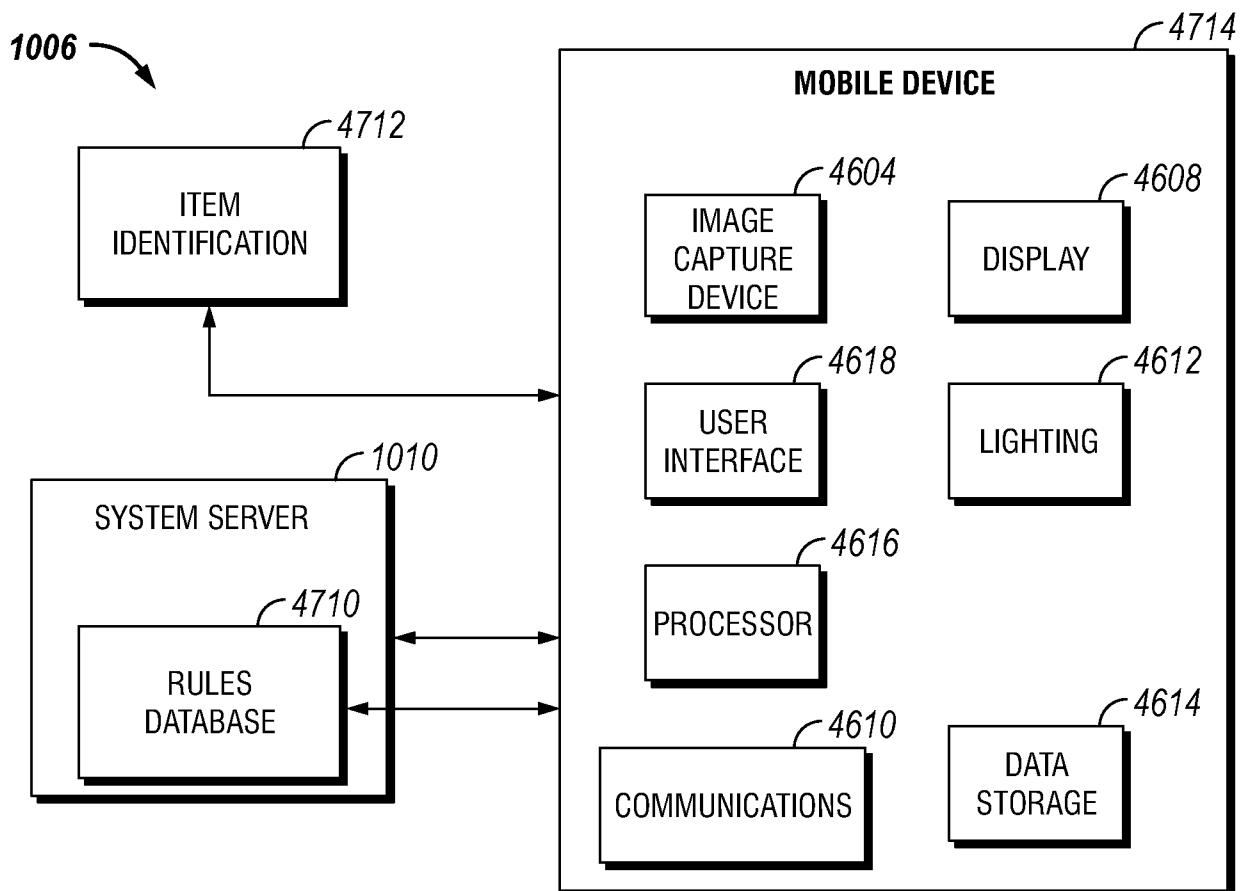 1006
4714
MOBILE DEVICE
4712
ITEM
IDENTIFICATION
4604
IMAGE
CAPTURE
DEVICE
4608
DISPLAY
4618
USER
INTERFACE
4612
LIGHTING
1010
SYSTEM SERVER
4710
RULES
DATABASE
4616
PROCESSOR
4610
COMMUNICATIONS
4614
DATA
STORAGE